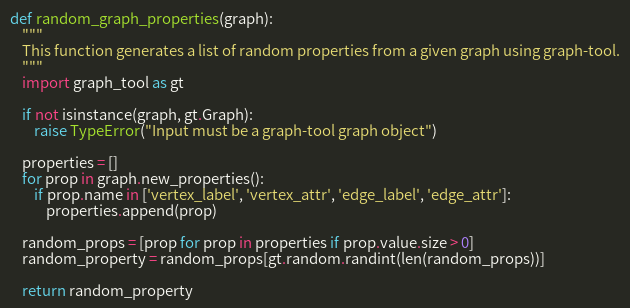 def random_graph_properties(graph):
    """
    This function generates a list of random properties from a given graph using graph-tool.
    """
    import graph_tool as gt

    if not isinstance(graph, gt.Graph):
        raise TypeError("Input must be a graph-tool graph object")

    properties = []
    for prop in graph.new_properties():
        if prop.name in ['vertex_label', 'vertex_attr', 'edge_label', 'edge_attr']:
            properties.append(prop)

    random_props = [prop for prop in properties if prop.value.size > 0]
    random_property = random_props[gt.random.randint(len(random_props))]

    return random_property